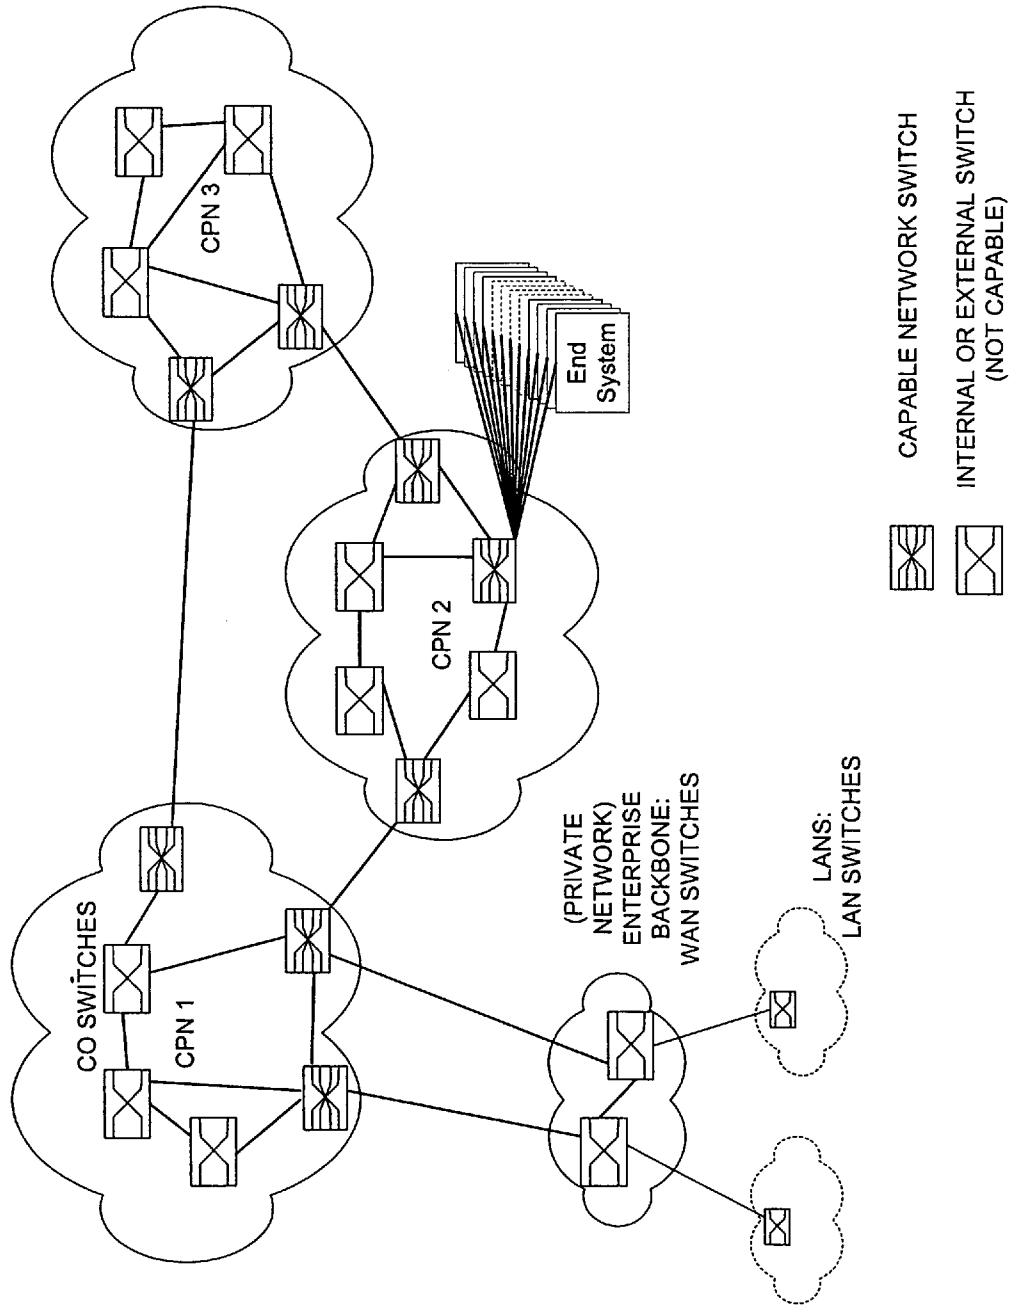 CO SWITCHES
CPN 1
CPN 2
CPN 3
End
System
(PRIVATE
NETWORK)
ENTERPRISE
BACKBONE:
WAN SWITCHES
LANS:
LAN SWITCHES
CAPABLE NETWORK SWITCH
INTERNAL OR EXTERNAL SWITCH
(NOT CAPABLE)